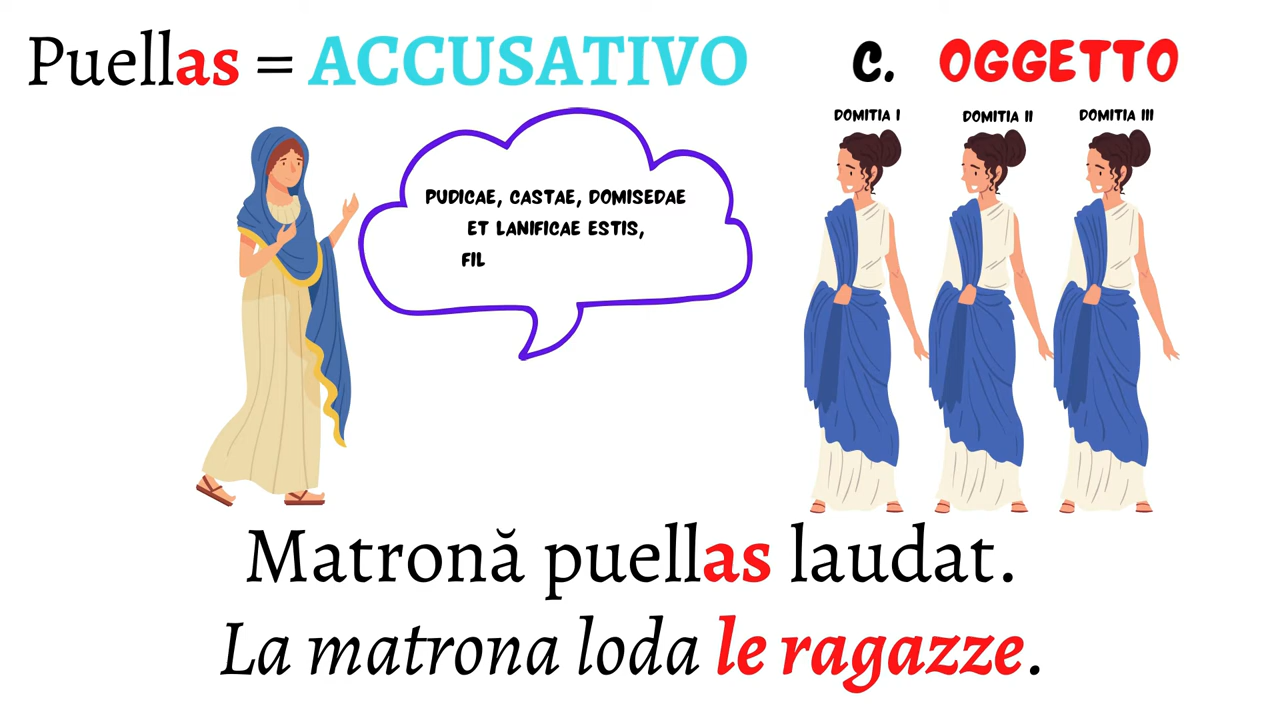 Puellas = ACCUSATIVO
C. OGGETTO
DOMITIA I
DOMITIA II
DOMITIA III
PUDICAE, CASTAE, DOMISEDAE
ET LANIFICAE ESTIS,
FIL
Matronă puellas laudat.
La matrona loda le ragazze.